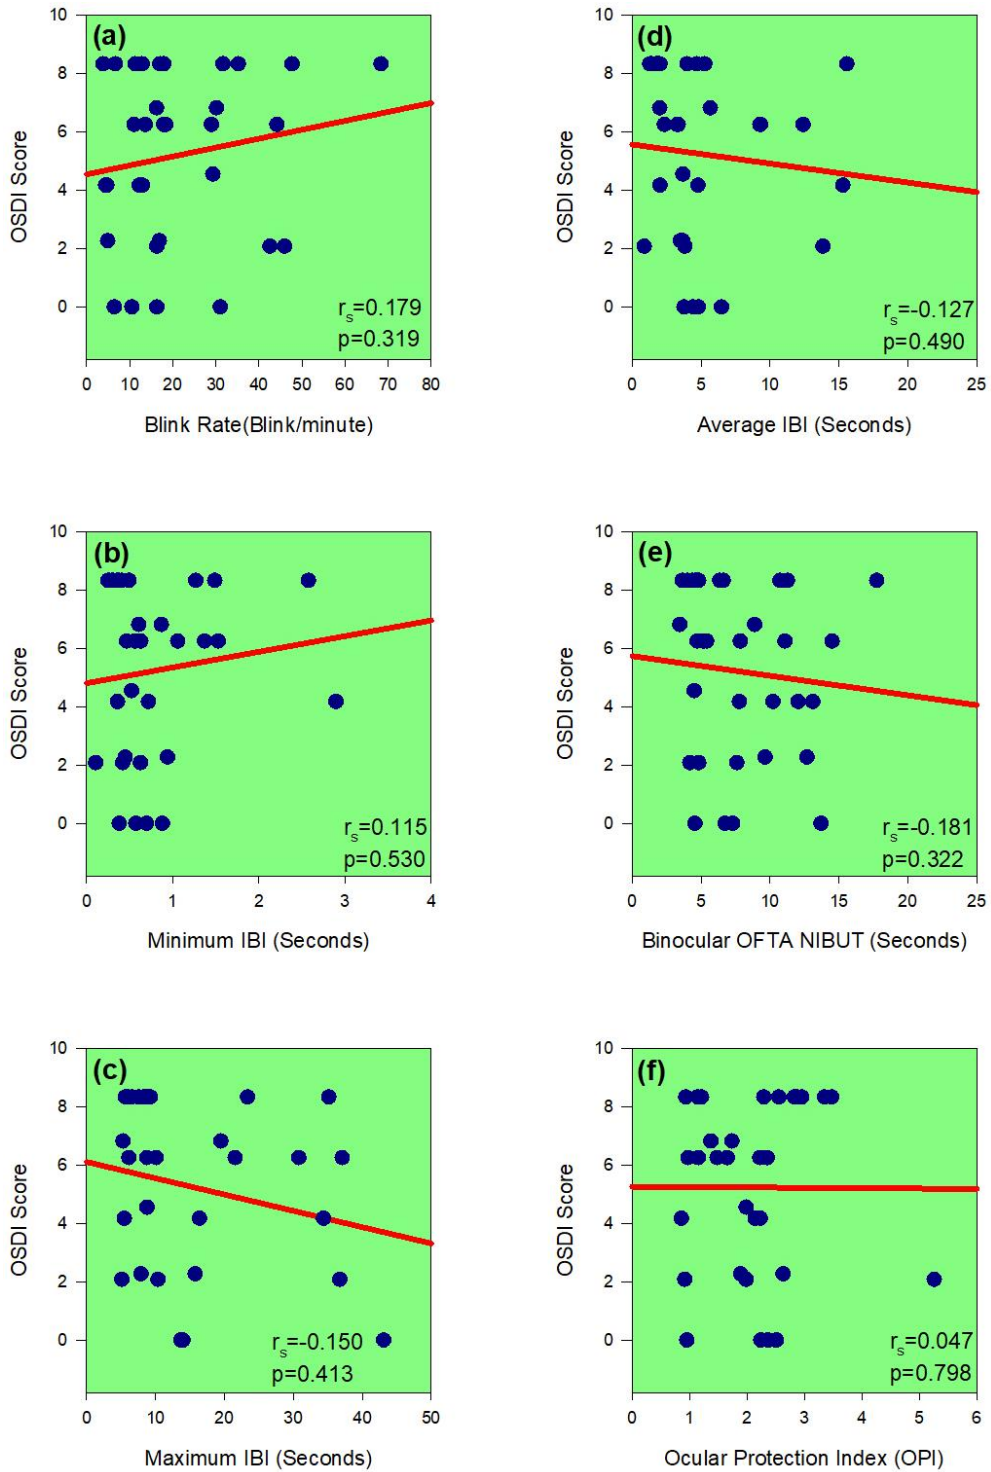 (a)
10
8
6
4
2
0
OSDI Score
rs=0.179
p=0.319
0 10 20 30 40 50 60 70 80
Blink Rate(Blink/minute)
(d)
10
8
6
4
2
0
OSDI Score
rs=-0.127
p=0.490
0 5 10 15 20 25
Average IBI (Seconds)
(b)
10
8
6
4
2
0
OSDI Score
rs=0.115
p=0.530
0 1 2 3 4
Minimum IBI (Seconds)
(e)
10
8
6
4
2
0
OSDI Score
rs=-0.181
p=0.322
0 5 10 15 20 25
Binocular OFTA NIBUT (Seconds)
(c)
10
8
6
4
2
0
OSDI Score
rs=-0.150
p=0.413
0 10 20 30 40 50
Maximum IBI (Seconds)
(f)
10
8
6
4
2
0
OSDI Score
rs=0.047
p=0.798
0 1 2 3 4 5 6
Ocular Protection Index (OPI)